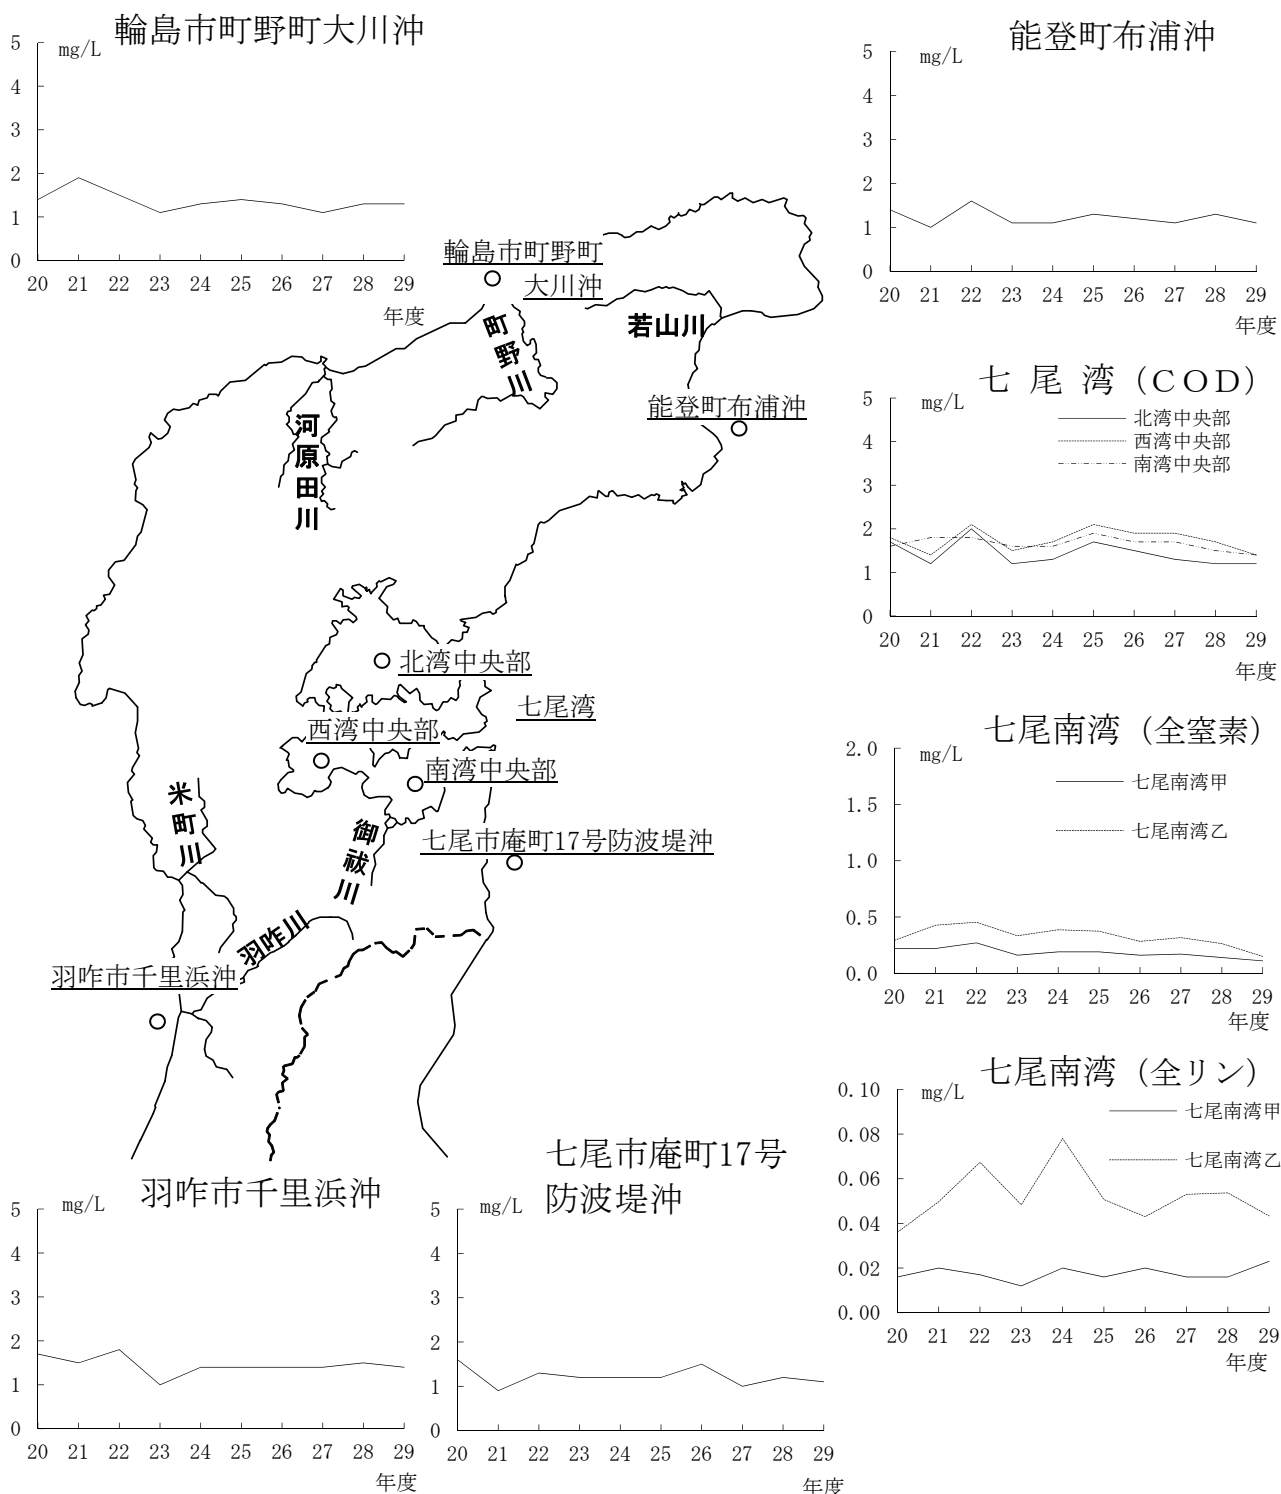 輪島市町野町大川沖
mg/L
5
4
3
2
1
0
20 21 22 23 24 25 26 27 28 29
年度
能登町布浦沖
mg/L
5
4
3
2
1
0
20 21 22 23 24 25 26 27 28 29
年度
輪島市町野町
大川沖
町野川
若山川
能登町布浦沖
河原田川
七尾湾(COD)
mg/L
北湾中央部
西湾中央部
南湾中央部
5
4
3
2
1
0
20 21 22 23 24 25 26 27 28 29
年度
北湾中央部
七尾湾
西湾中央部
南湾中央部
米町川
御祓川
七尾市庵町17号防波堤沖
羽咋川
羽咋市千里浜沖
七尾南湾(全窒素)
mg/L
七尾南湾甲
七尾南湾乙
2.0
1.5
1.0
0.5
0.0
20 21 22 23 24 25 26 27 28 29
年度
七尾南湾(全リン)
mg/L
七尾南湾甲
七尾南湾乙
0.10
0.08
0.06
0.04
0.02
0.00
20 21 22 23 24 25 26 27 28 29
年度
羽咋市千里浜沖
mg/L
5
4
3
2
1
0
20 21 22 23 24 25 26 27 28 29
年度
七尾市庵町17号
防波堤沖
mg/L
5
4
3
2
1
0
20 21 22 23 24 25 26 27 28 29
年度